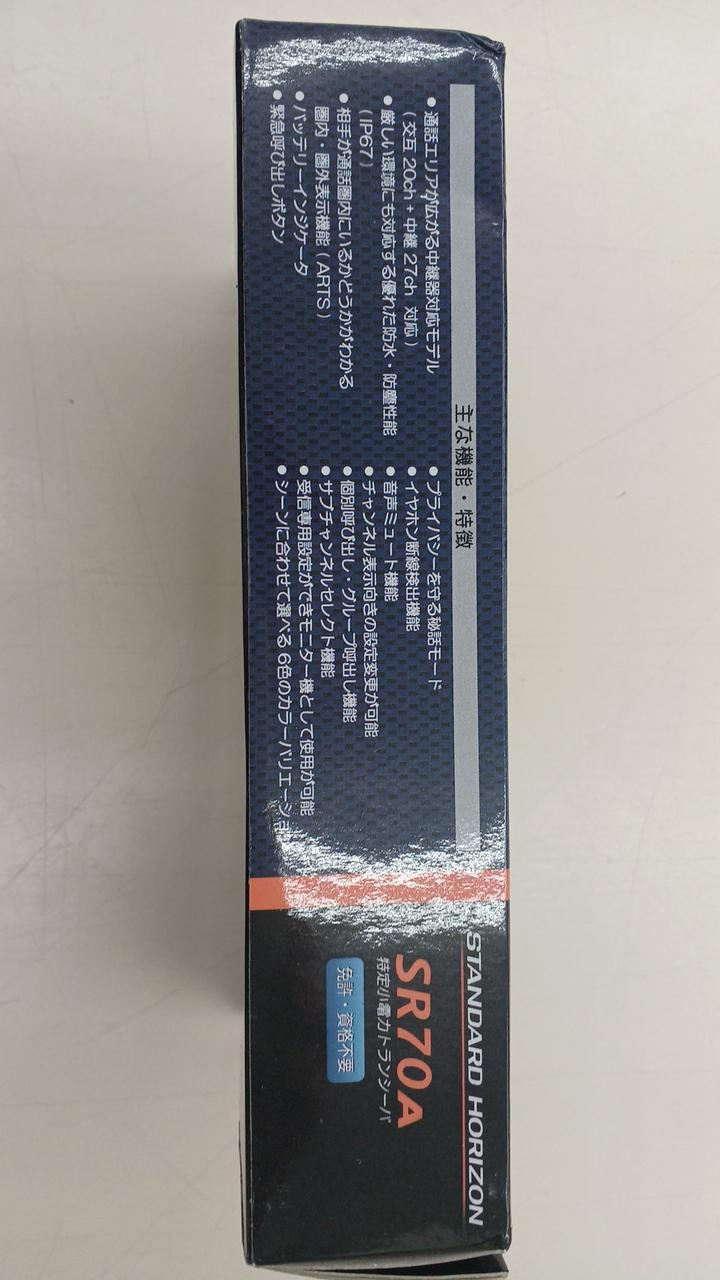 主な機能・特徴
●通話エリアが広がる中継器対応モデル
（交互 20ch + 中継 27ch 対応）
●厳しい環境にも対応する優れた防水・防塵性能
（IP67）
●相手が通話圏内にいるかどうかがわかる
圏内・圏外表示機能（ARTS）
●バッテリーインジケータ
●緊急呼び出しボタン
●プライバシーを守る秘話モード
●イヤホン断線検出機能
●音声ミュート機能
●チャンネル表示向きの設定変更が可能
●個別呼び出し・グループ呼出し機能
●サブチャンネルセレクト機能
●受信専用設定ができモニター機として使用が可能
●シーンに合わせて選べる6色のカラーバリエーション
STANDARD HORIZON
SR70A
特定小電力トランシーバー
免許・資格不要